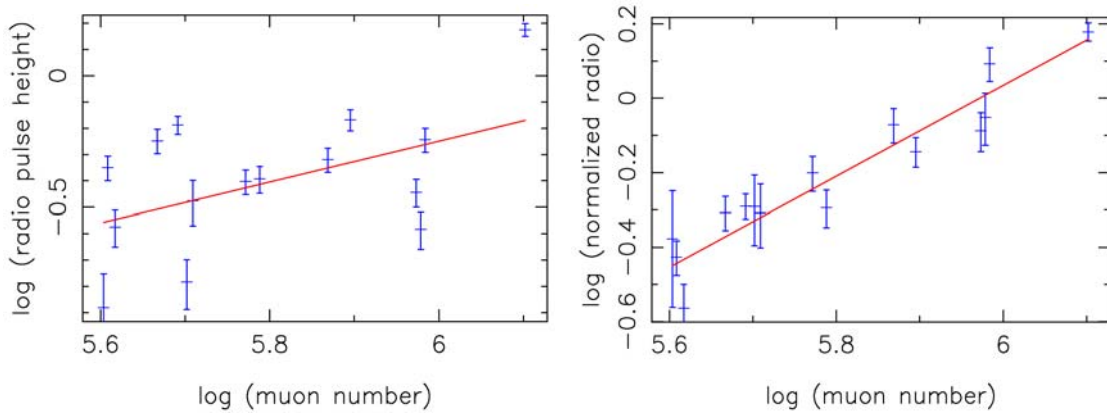 log (radio pulse height)
0
−0.5
5.6 5.8 6
log (muon number)
log (normalized radio)
0.2
0
−0.2
−0.4
−0.6
5.6 5.8 6
log (muon number)